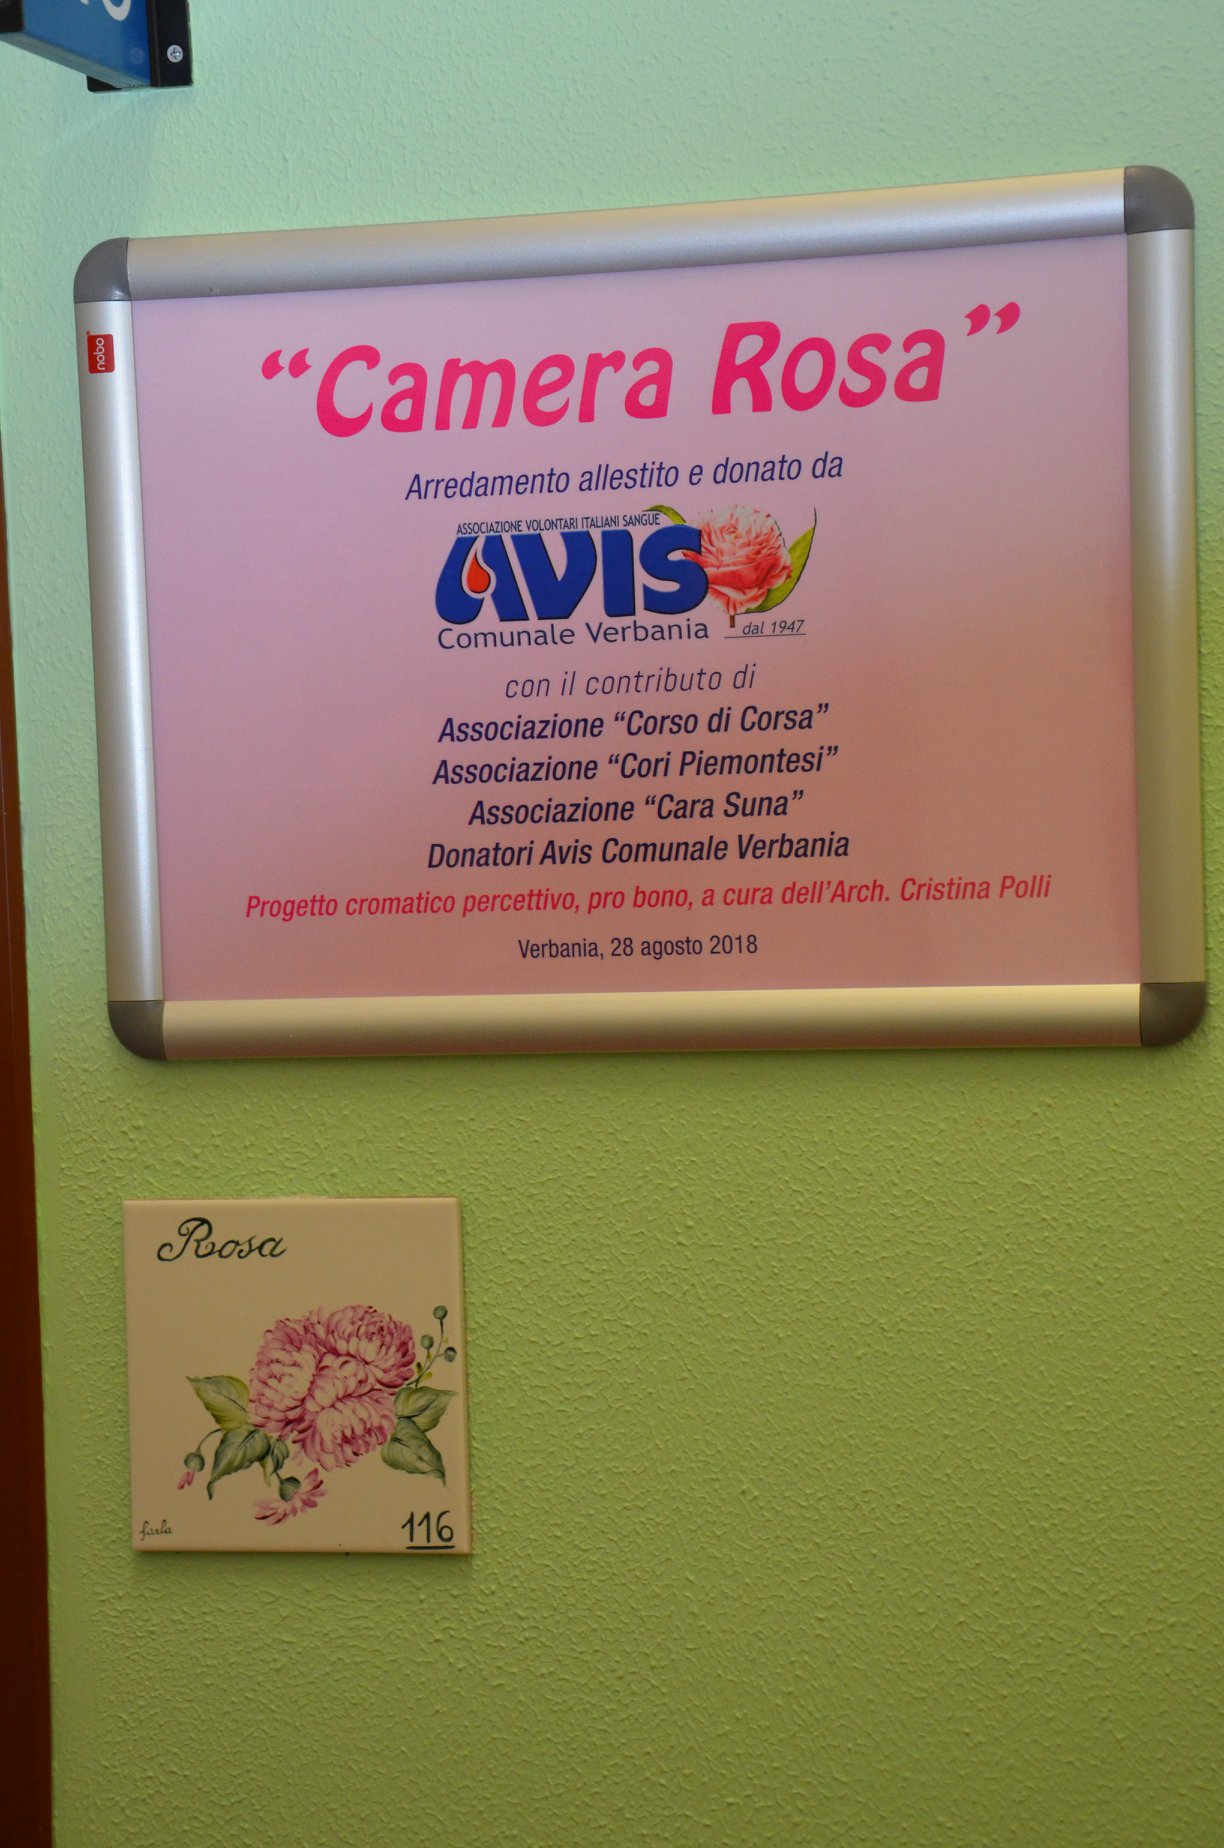 nobo
“Camera Rosa”
Arredamento allestito e donato da
ASSOCIAZIONE VOLONTARI ITALIANI SANGUE
AVIS
Comunale Verbania dal 1947
con il contributo di
Associazione “Corso di Corsa”
Associazione “Cori Piemontesi”
Associazione “Cara Suna”
Donatori Avis Comunale Verbania
Progetto cromatico percettivo, pro bono, a cura dell’Arch. Cristina Polli
Verbania, 28 agosto 2018
Rosa
farla
116